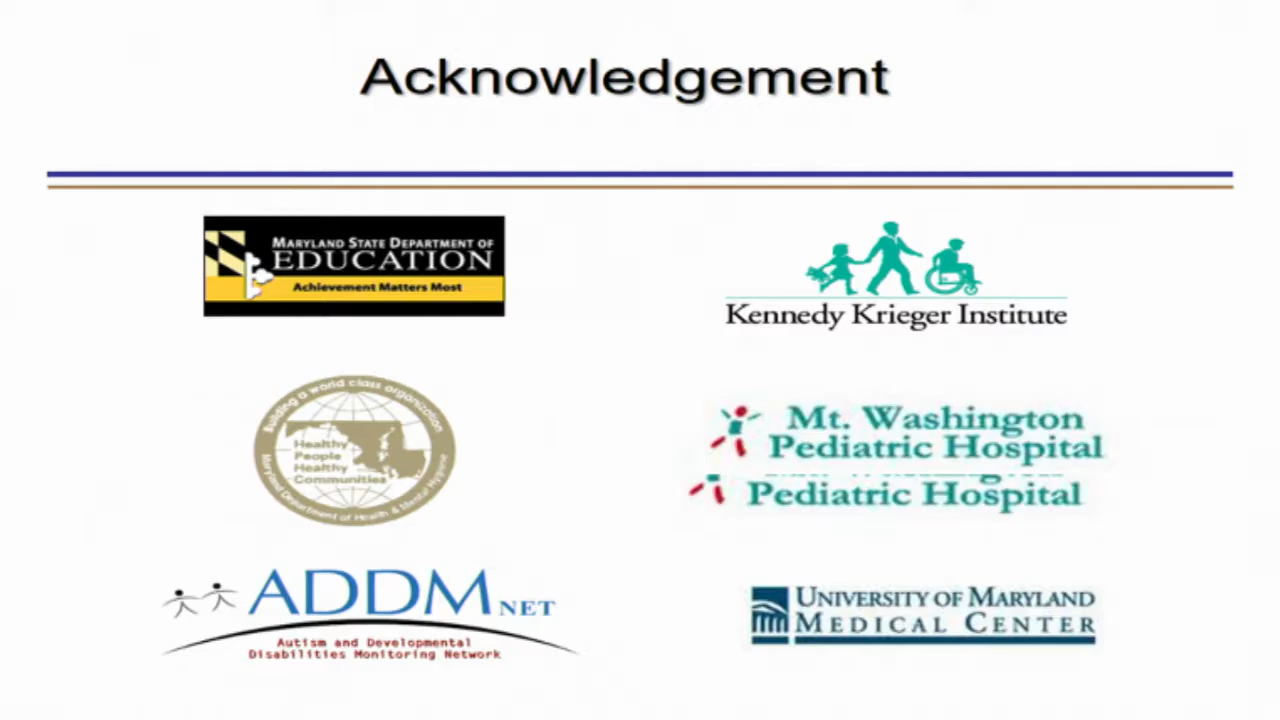 Acknowledgement
MARYLAND STATE DEPARTMENT OF
EDUCATION
Achievement Matters Most
Kennedy Krieger Institute
Building a world class organization
Healthy
People
Healthy
Communities
Maryland Department of Health & Mental Hygiene
Mt. Washington
Pediatric Hospital
Pediatric Hospital
ADDM NET
Autism and Developmental
Disabilities Monitoring Network
UNIVERSITY OF MARYLAND
MEDICAL CENTER